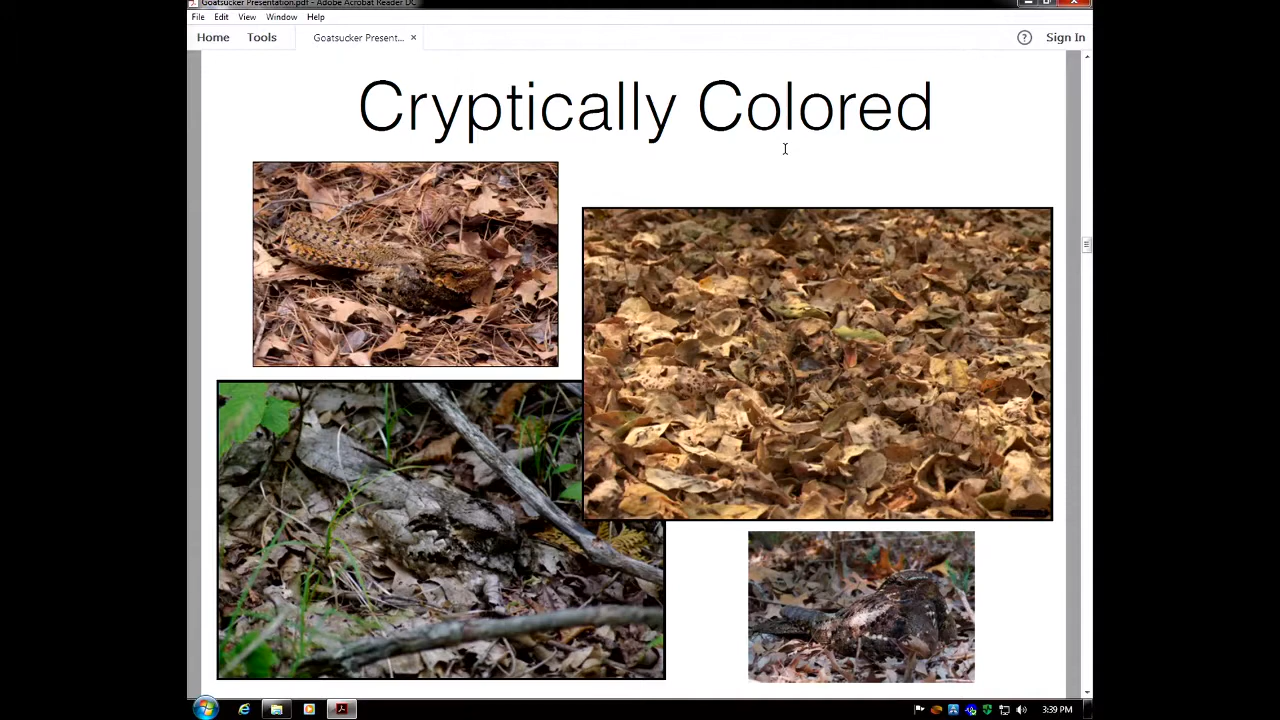 Goatsucker Presentation.pdf - Adobe Acrobat Reader DC
File Edit View Window Help
Home Tools Goatsucker Present... × ? Sign In
Cryptically Colored
3:39 PM